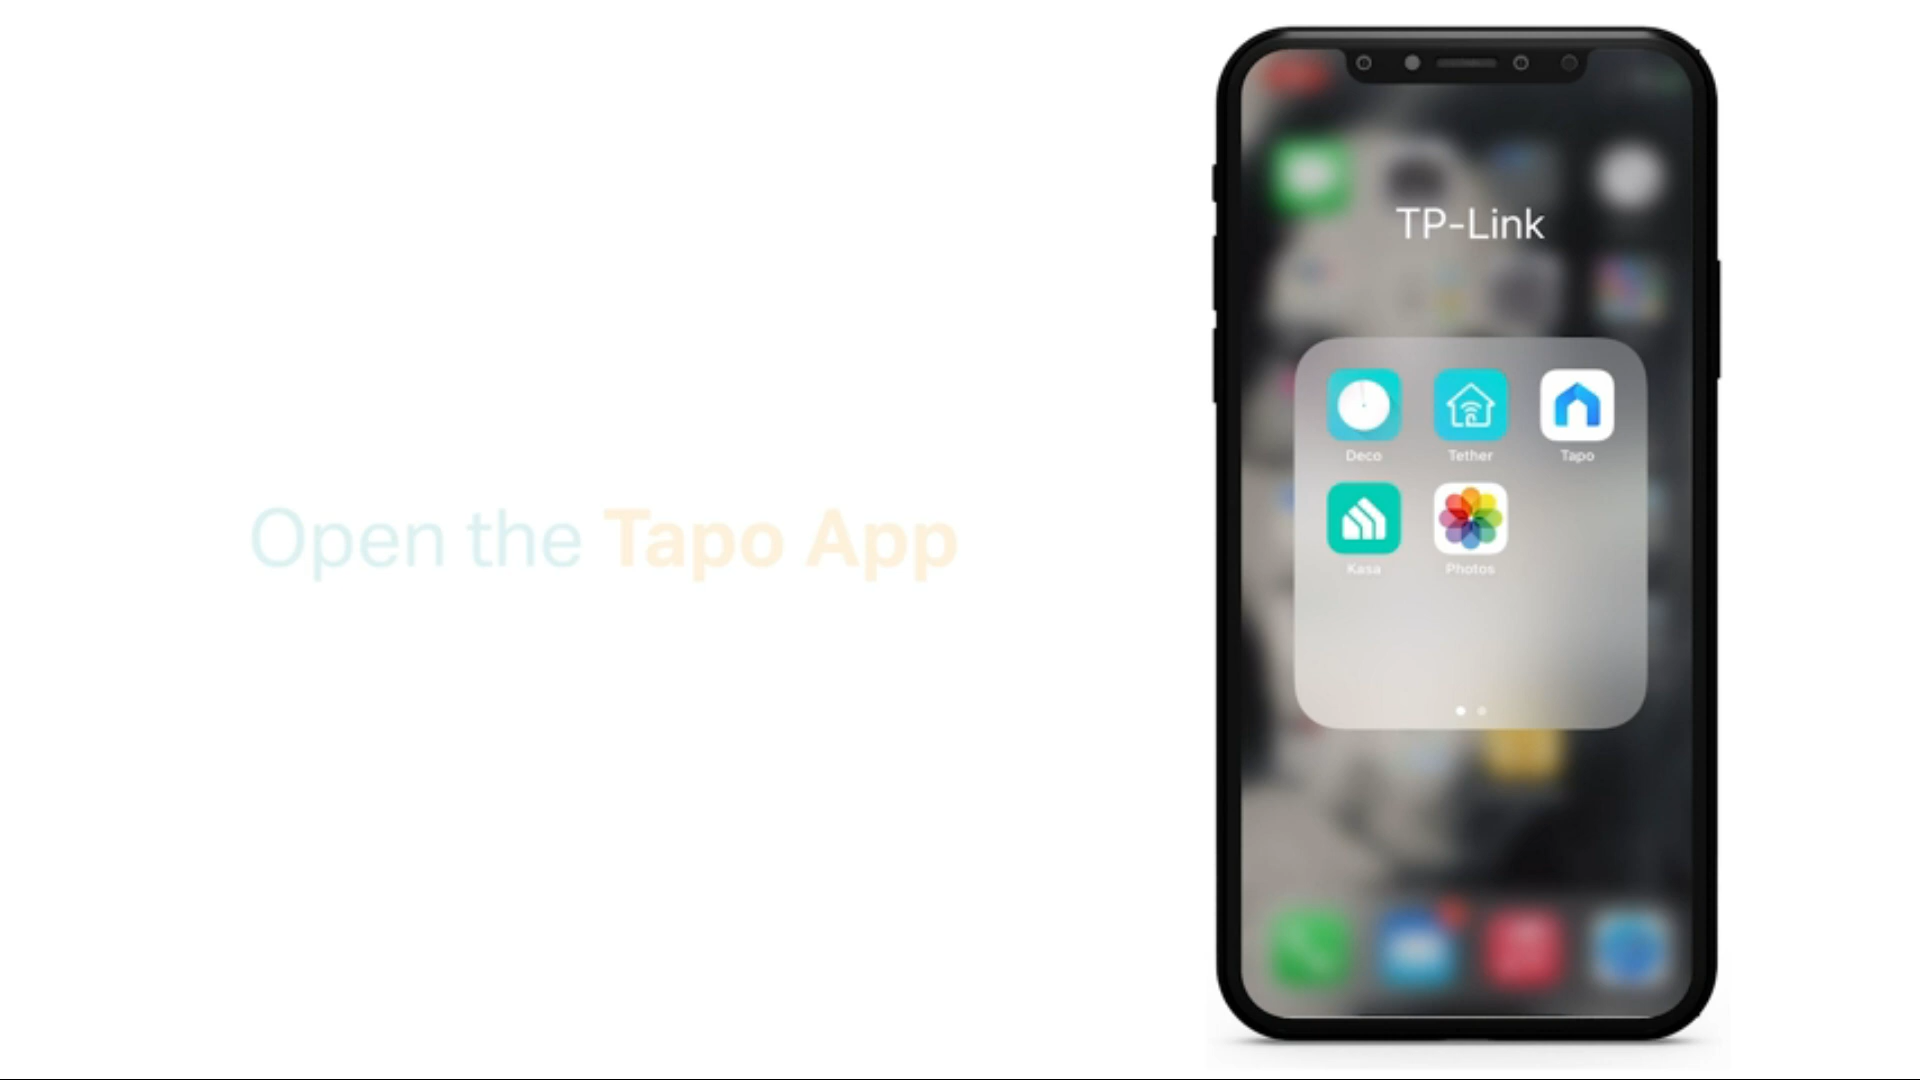 Open the Tapo App
TP-Link
Deco
Tether
Tapo
Kasa
Photos